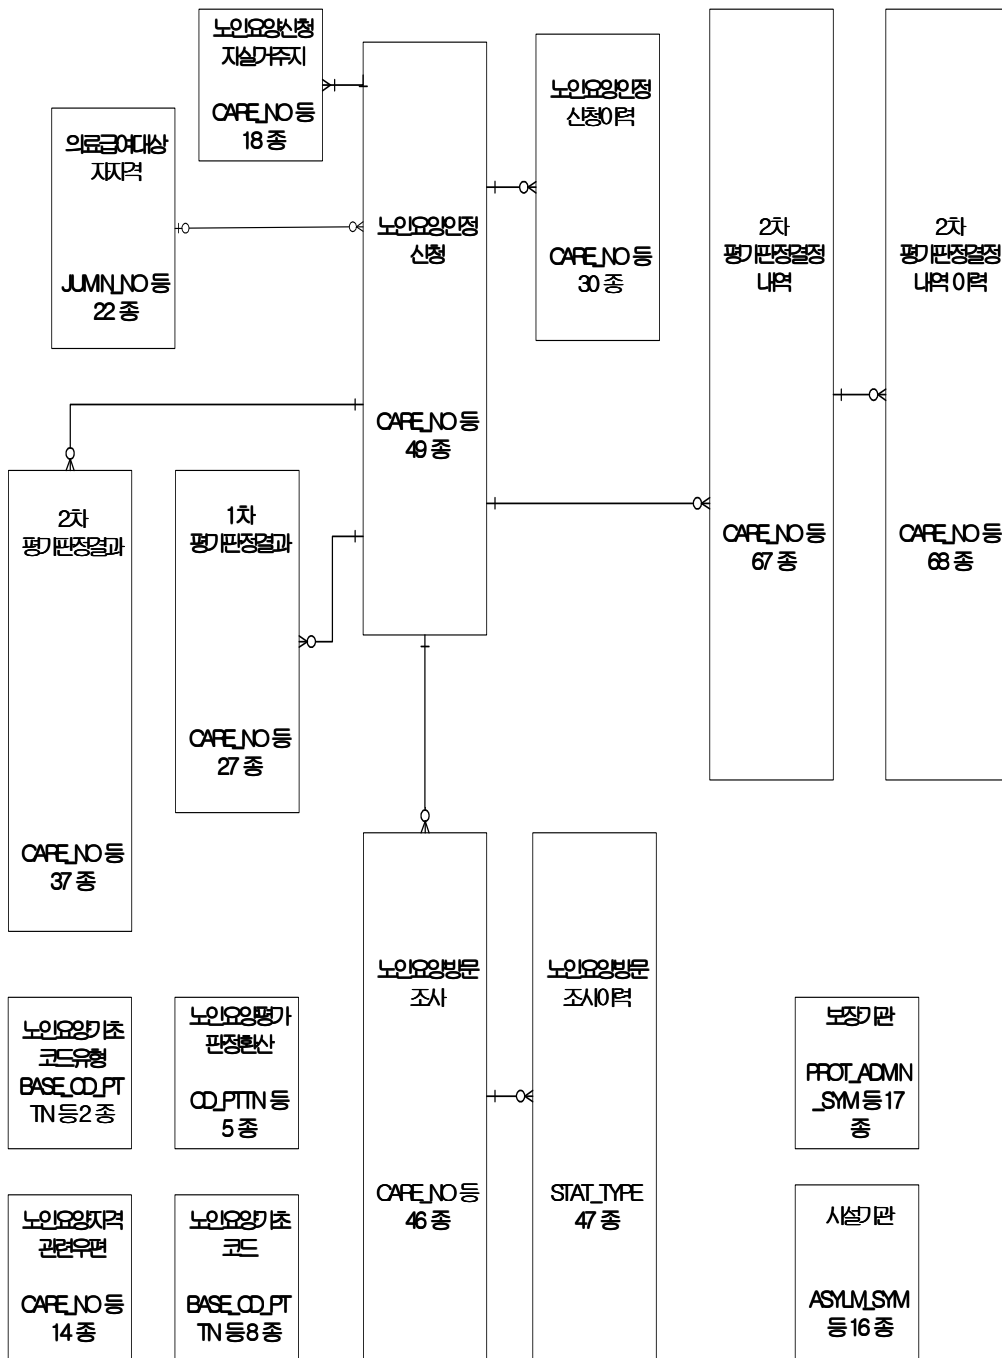 노인요양신청
자실거주지
CARE_NO 등
18 종
의료급여대상
자자격
JUMIN_NO 등
22 종
노인요양인정
신청
CARE_NO 등
49 종
노인요양인정
신청이력
CARE_NO 등
30 종
2차
평가판정결정
내역
CARE_NO 등
67 종
2차
평가판정결정
내역 이력
CARE_NO 등
68 종
2차
평가판정결과
CARE_NO 등
37 종
1차
평가판정결과
CARE_NO 등
27 종
노인요양방문
조사
CARE_NO 등
46 종
노인요양방문
조사이력
STAT_TYPE
47 종
노인요양기초
코드유형
BASE_CD_PT
TN 등 2 종
노인요양평가
판정환산
CD_PTTN 등
5 종
보장기관
PROT_ADMIN
_SYM 등 17
종
노인요양자격
관련우편
CARE_NO 등
14 종
노인요양기초
코드
BASE_CD_PT
TN 등 8 종
시설기관
ASYLM_SYM
등 16 종